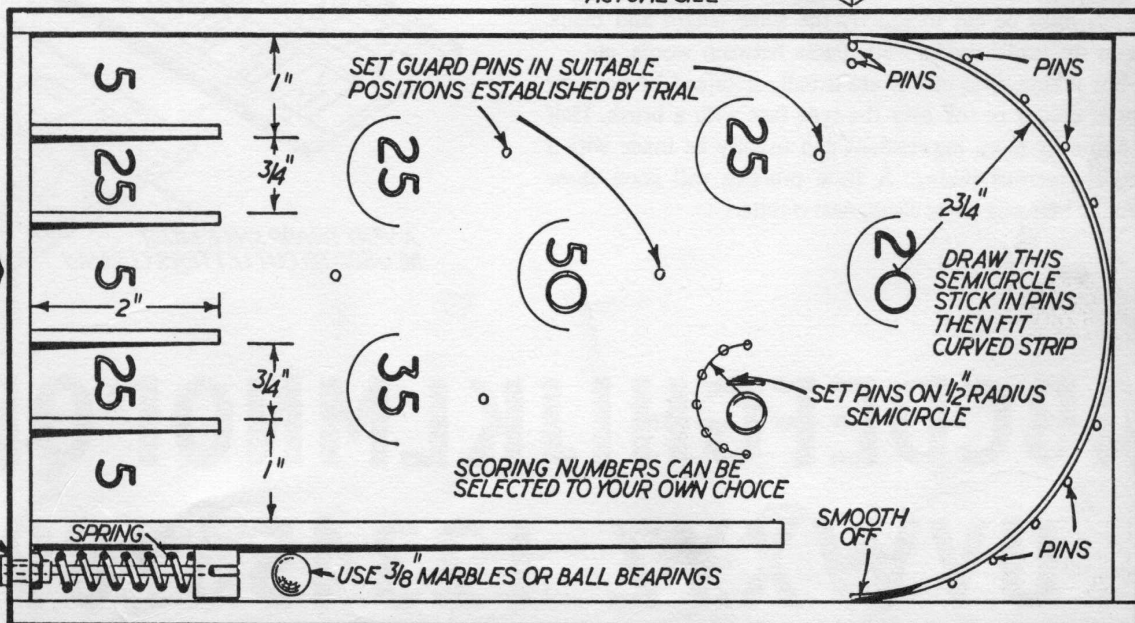 SET GUARD PINS IN SUITABLE
POSITIONS ESTABLISHED BY TRIAL
PINS
PINS
5
25
5
25
5
1"
3/4"
2"
3/4"
1"
25
35
50
25
20
10
2 3/4"
DRAW THIS
SEMICIRCLE
STICK IN PINS
THEN FIT
CURVED STRIP
SET PINS ON 1/2" RADIUS
SEMICIRCLE
SCORING NUMBERS CAN BE
SELECTED TO YOUR OWN CHOICE
SMOOTH
OFF
PINS
SPRING
USE 3/8" MARBLES OR BALL BEARINGS